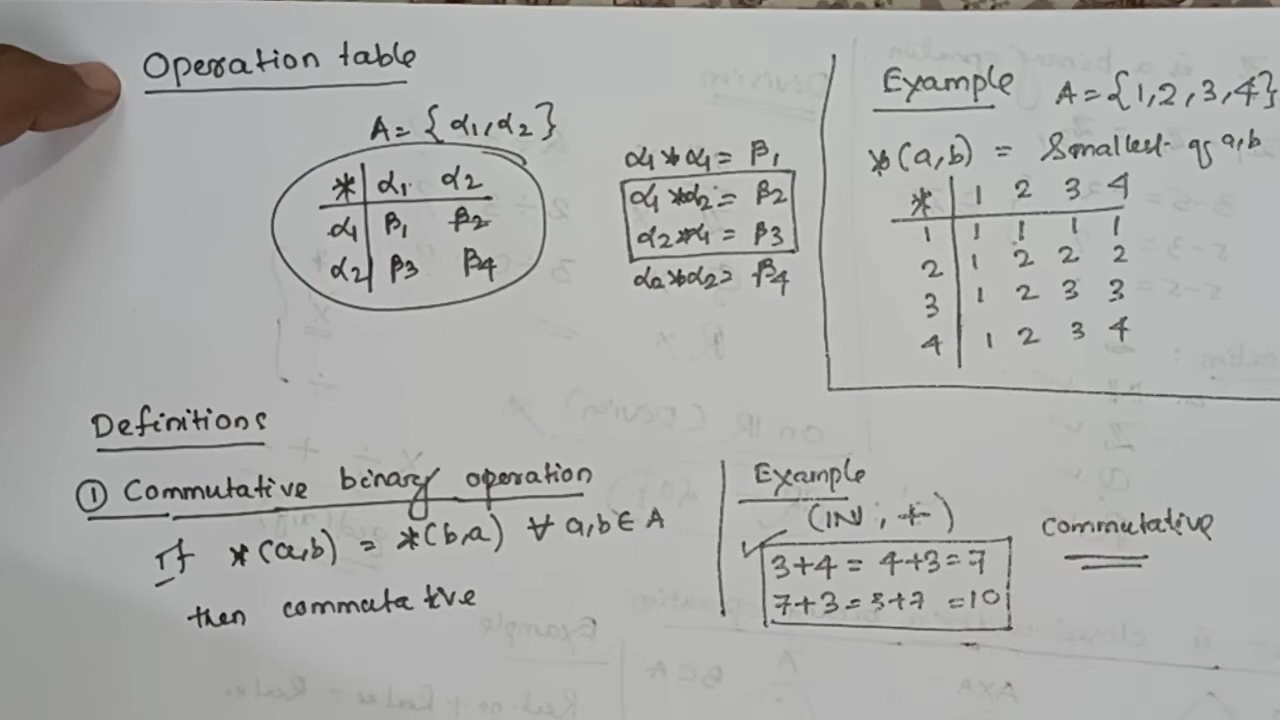 Operation table
A = {α1, α2}
* | α1 α2
α1 | β1 β2
α2 | β3 β4
α1 * α1 = β1
α1 * α2 = β2
α2 * α1 = β3
α2 * α2 = β4
Example A = {1, 2, 3, 4}
*(a,b) = Smallest of a,b
* | 1 2 3 4
1 | 1 1 1 1
2 | 1 2 2 2
3 | 1 2 3 3
4 | 1 2 3 4
Definitions
① Commutative binary operation
If *(a,b) = *(b,a) ∀ a,b ∈ A
then commutative
Example
(IN, +)
3+4 = 4+3 = 7
7+3 = 3+7 = 10
commutative